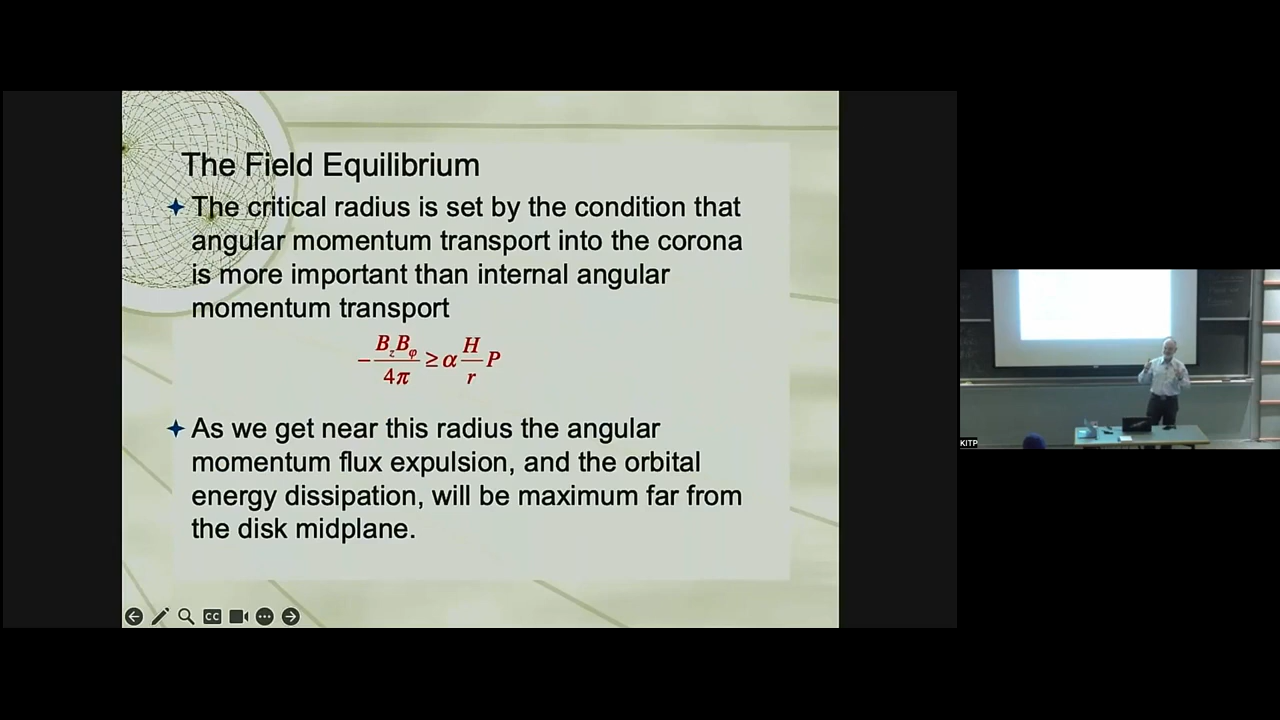 The Field Equilibrium
The critical radius is set by the condition that
angular momentum transport into the corona
is more important than internal angular
momentum transport
−B_zB_φ/4π ≥ α H/r P
As we get near this radius the angular
momentum flux expulsion, and the orbital
energy dissipation, will be maximum far from
the disk midplane.
CC
KITP